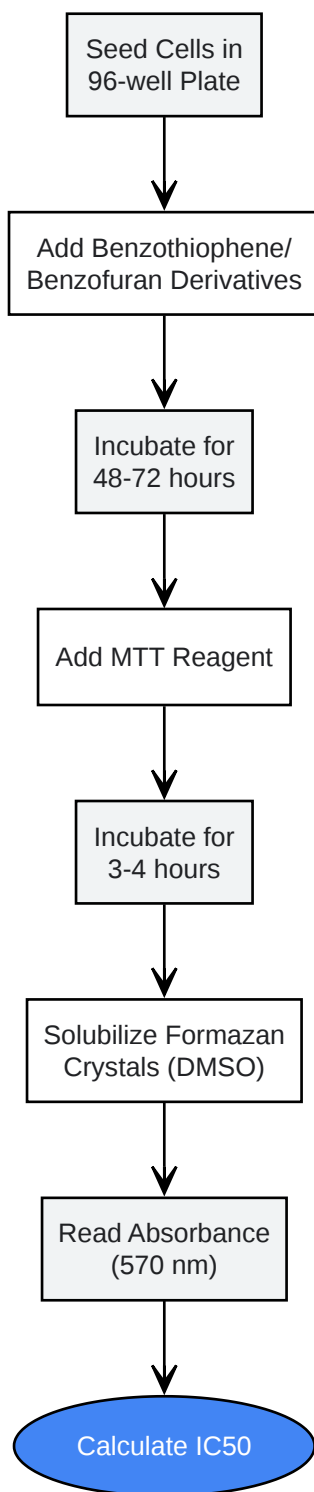 Seed Cells in
96-well Plate
Add Benzothiophene/
Benzofuran Derivatives
Incubate for
48-72 hours
Add MTT Reagent
Incubate for
3-4 hours
Solubilize Formazan
Crystals (DMSO)
Read Absorbance
(570 nm)
Calculate IC50